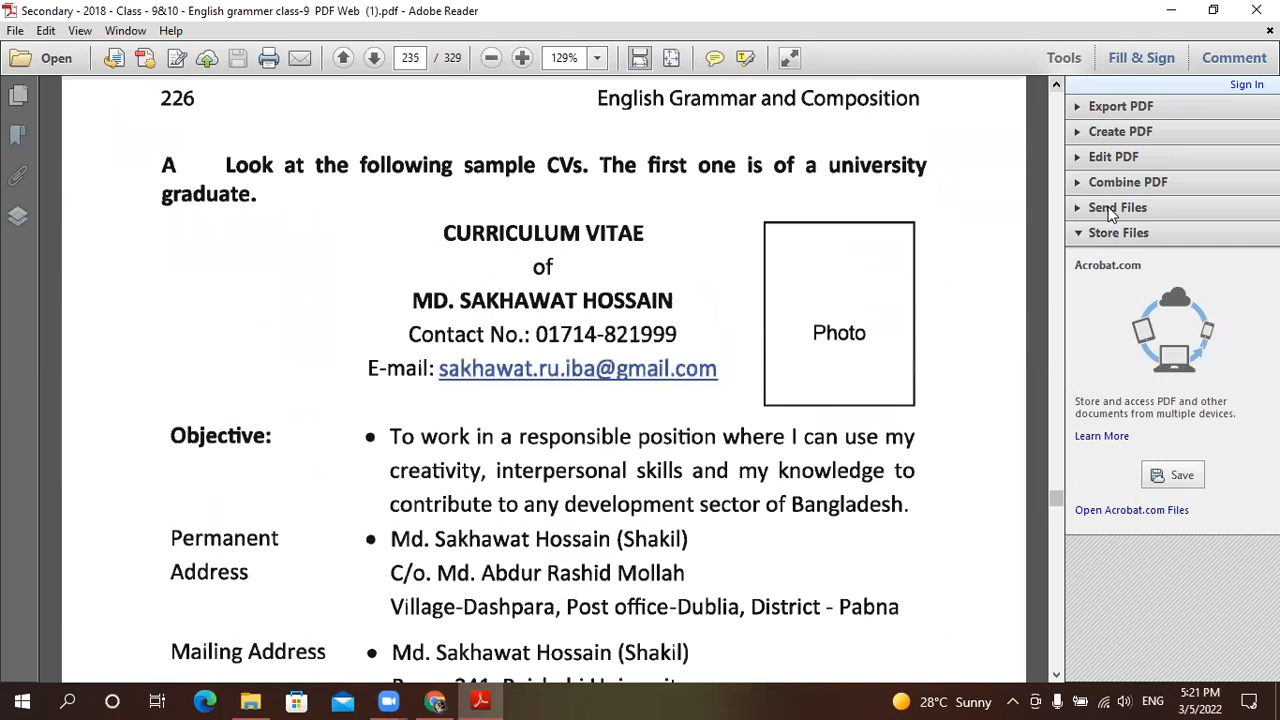 Secondary - 2018 - Class - 9&10 - English grammer class-9 PDF Web (1).pdf - Adobe Reader
File Edit View Window Help
Open 235 / 329 129% Tools Fill & Sign Comment
Sign In
Export PDF
Create PDF
Edit PDF
Combine PDF
Send Files
Store Files
Acrobat.com
Store and access PDF and other
documents from multiple devices.
Learn More
Save
Open Acrobat.com Files
226 English Grammar and Composition
A Look at the following sample CVs. The first one is of a university
graduate.
CURRICULUM VITAE
of
MD. SAKHAWAT HOSSAIN
Contact No.: 01714-821999
E-mail: sakhawat.ru.iba@gmail.com
Photo
Objective: • To work in a responsible position where I can use my
creativity, interpersonal skills and my knowledge to
contribute to any development sector of Bangladesh.
Permanent • Md. Sakhawat Hossain (Shakil)
Address C/o. Md. Abdur Rashid Mollah
Village-Dashpara, Post office-Dublia, District - Pabna
Mailing Address • Md. Sakhawat Hossain (Shakil)
28°C Sunny ENG 5:21 PM
3/5/2022